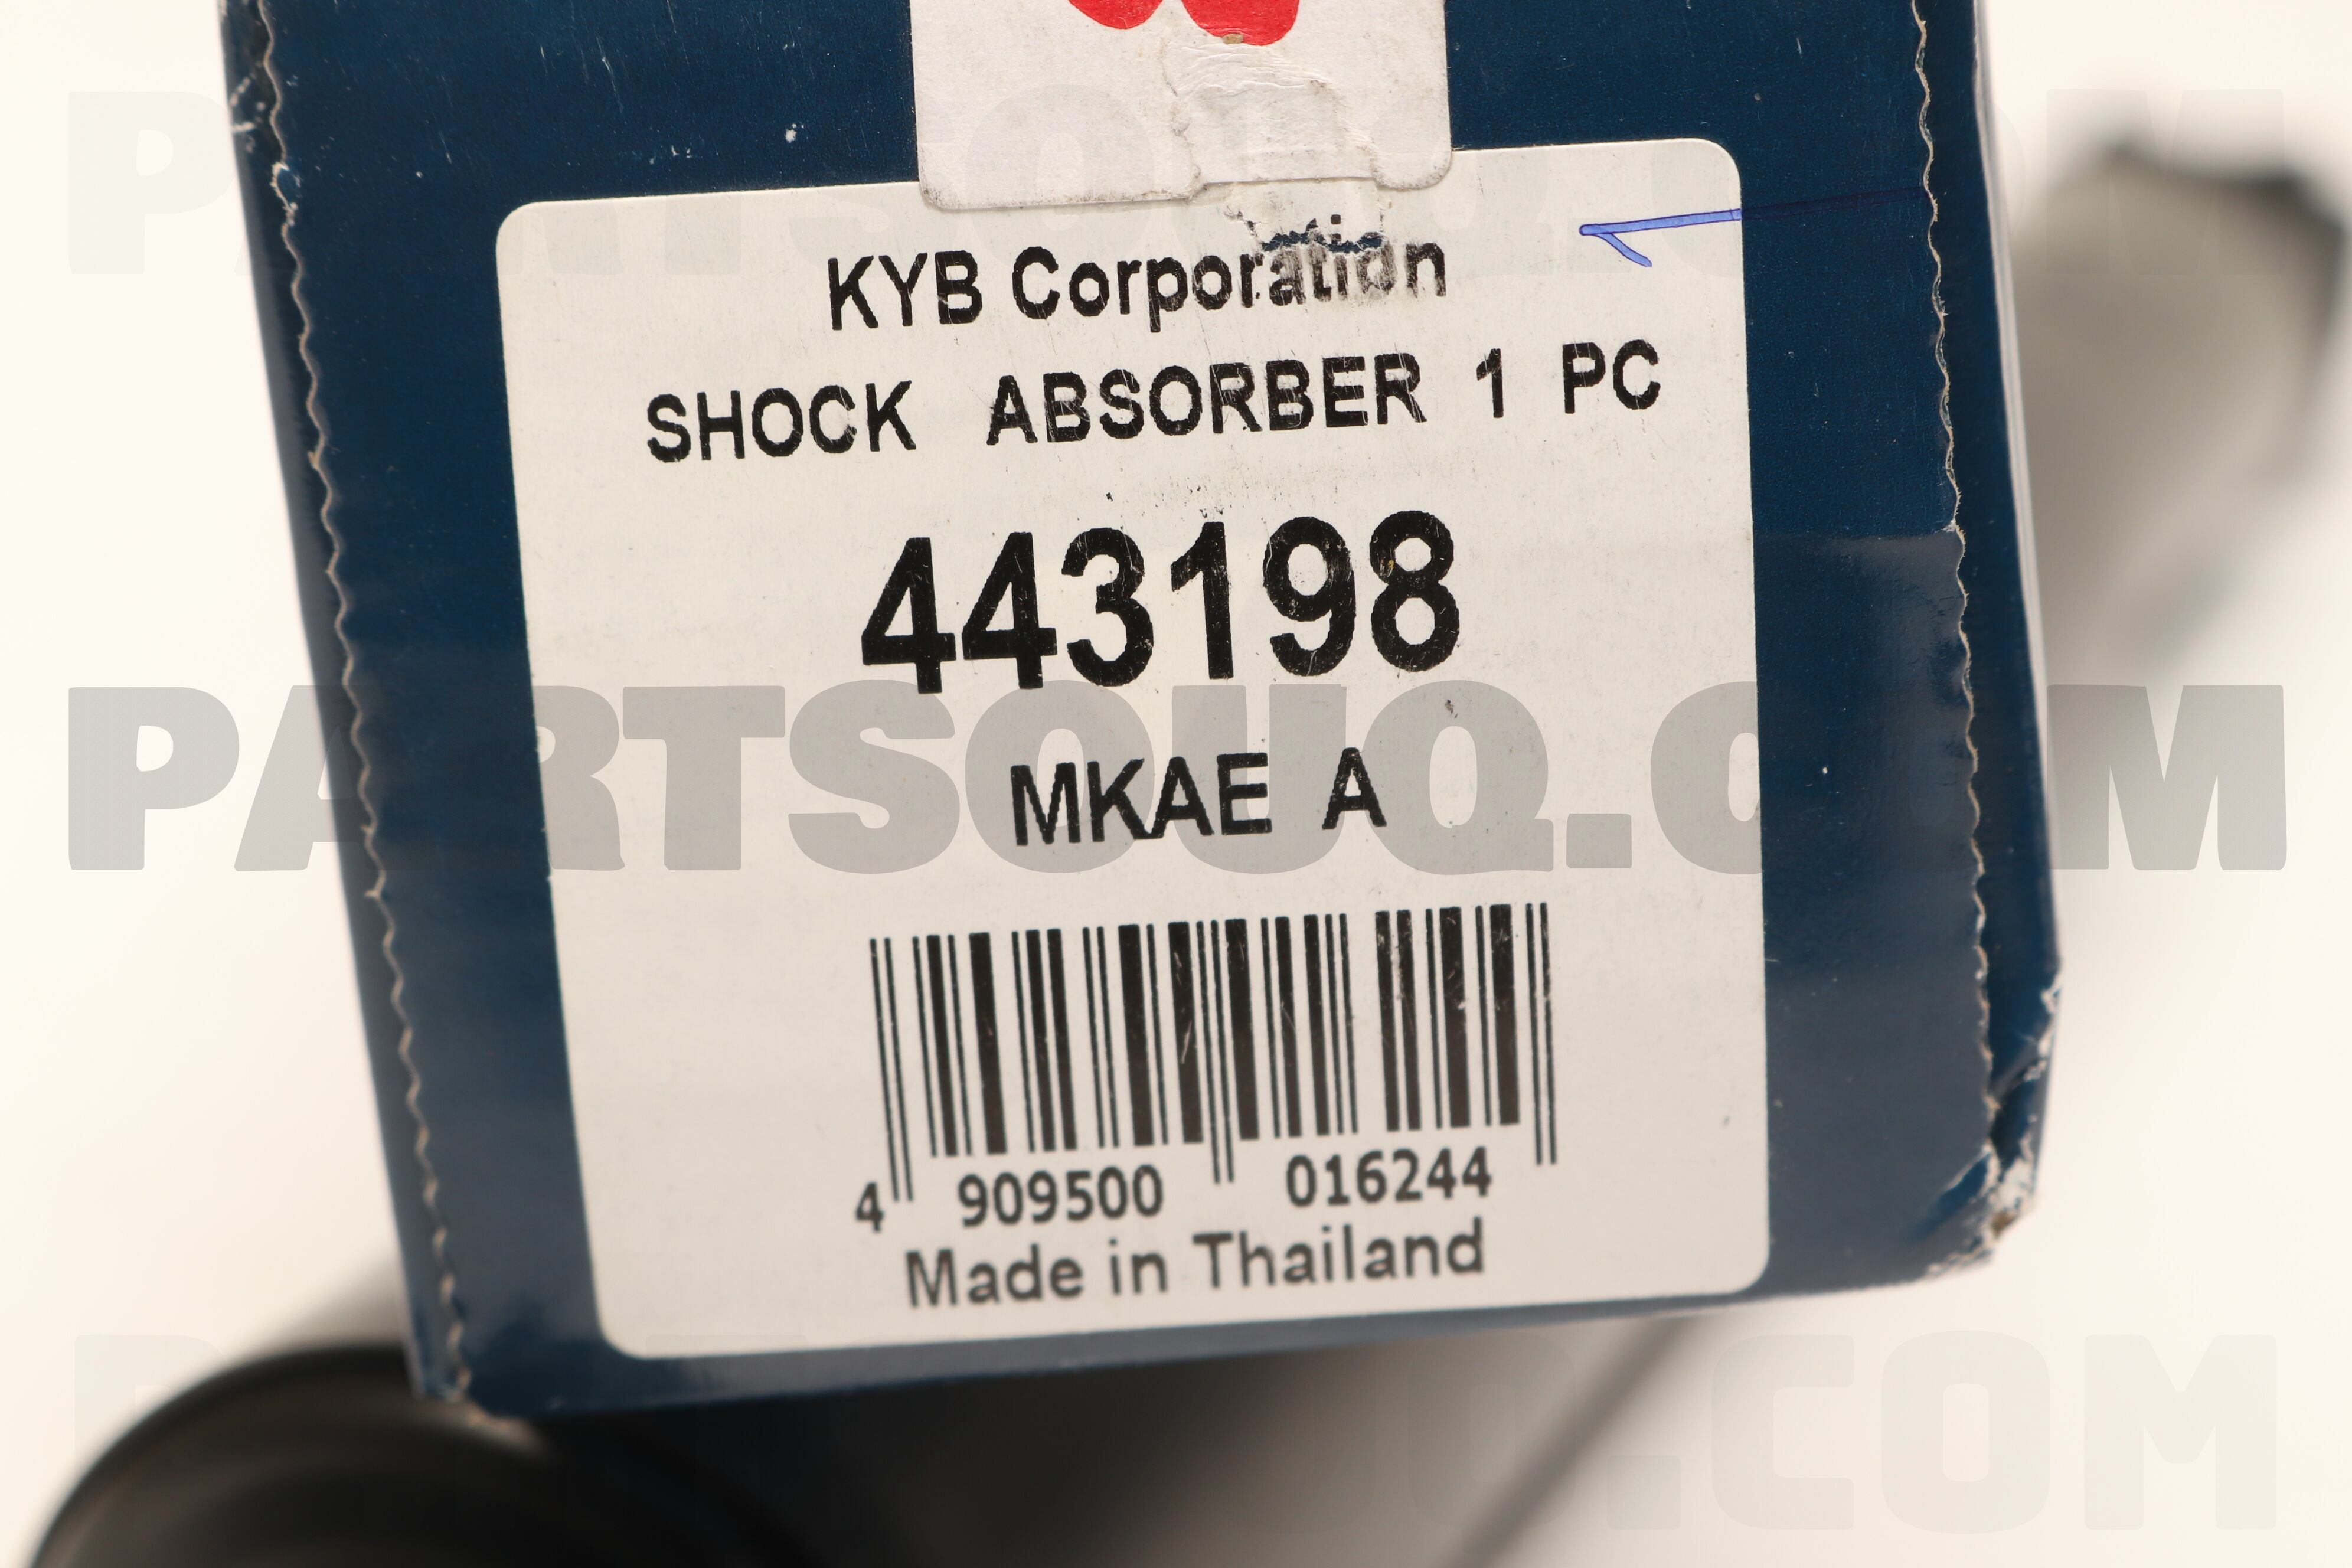 KYB Corporation
SHOCK ABSORBER 1 PC
443198
PARTSOUQ.COM
MKAE A
4 909500 016244
Made in Thailand